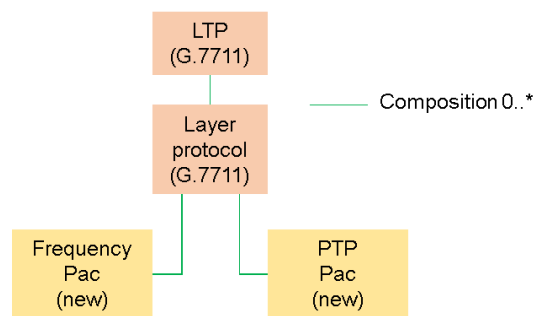 LTP
(G.7711)
Composition 0..*
Layer
protocol
(G.7711)
Frequency
Pac
(new)
PTP
Pac
(new)